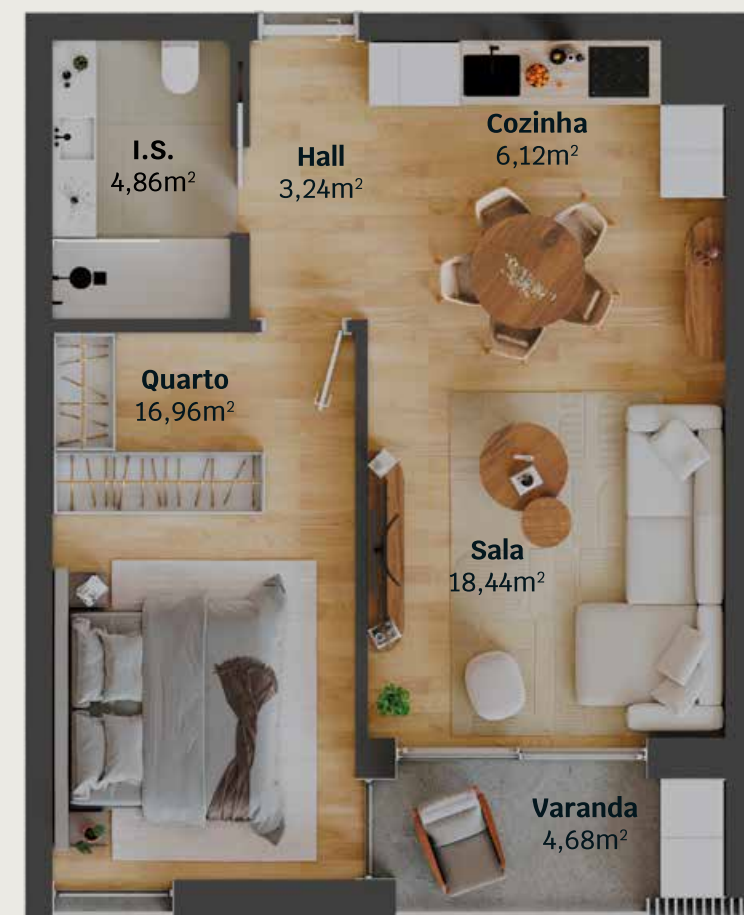 I.S.
4,86m²
Hall
3,24m²
Cozinha
6,12m²
Quarto
16,96m²
Sala
18,44m²
Varanda
4,68m²